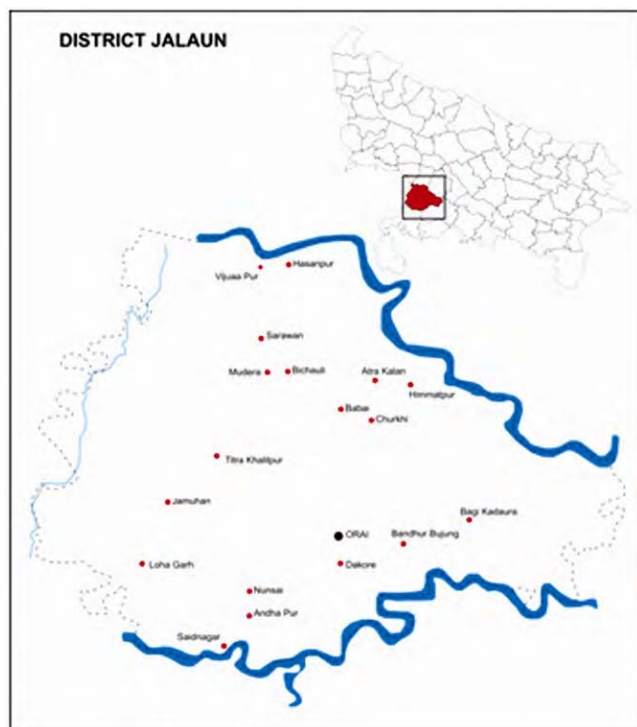 DISTRICT JALAUN
Hasanpur
Vijuaa Pur
Sarawan
Mudera
Bichauli
Atra Kalan
Himmatpur
Babai
Churkhi
Titra Khalilpur
Jamuhan
Bagi Kadaura
ORAI
Bandhur Bujung
Loha Garh
Dakore
Nunsai
Andha Pur
Saidnagar